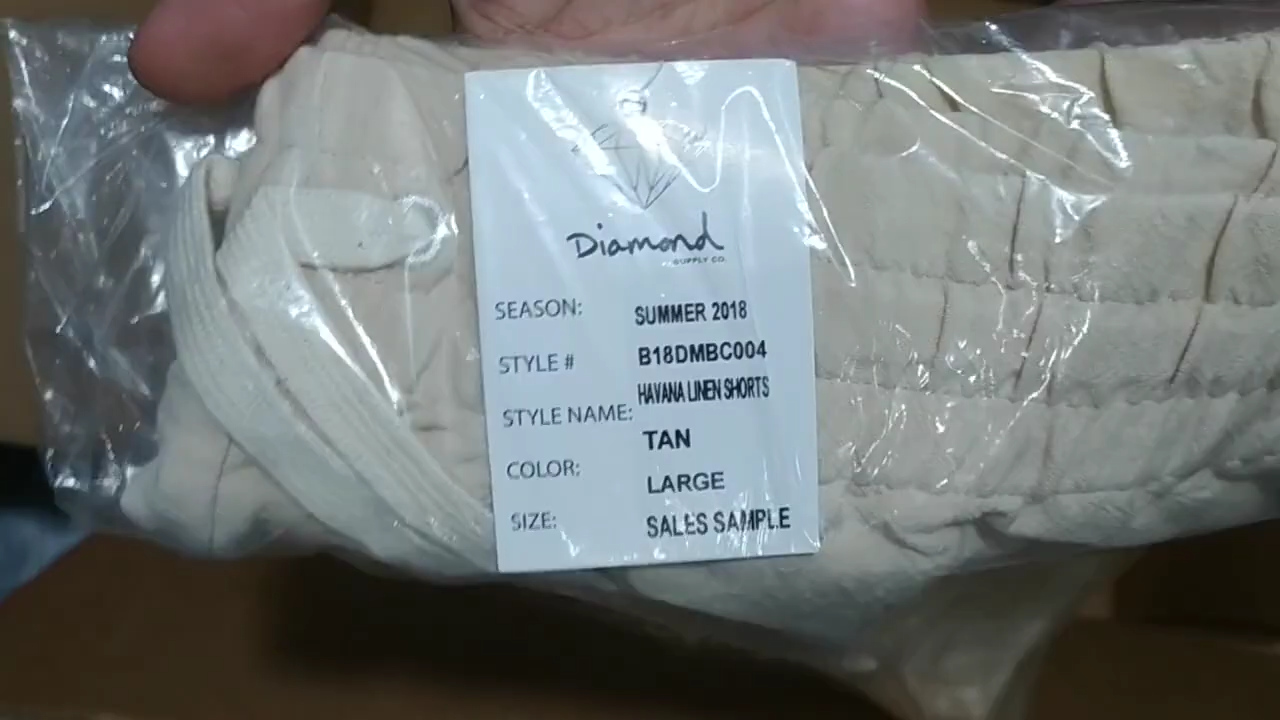 Diamond
SUPPLY CO.
SEASON: SUMMER 2018
STYLE # B18DMBC004
STYLE NAME: HAVANA LINEN SHORTS
TAN
COLOR: LARGE
SIZE: SALES SAMPLE